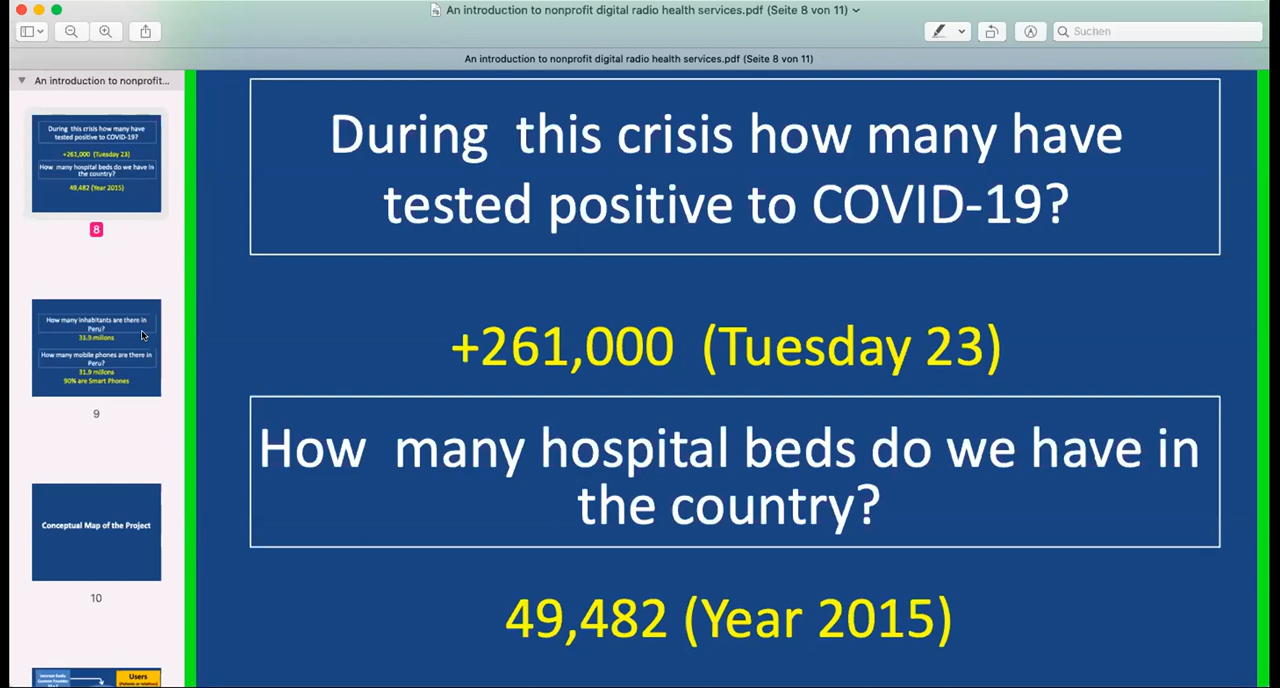 An introduction to nonprofit digital radio health services.pdf (Seite 8 von 11)
Suchen
An introduction to nonprofit digital radio health services.pdf (Seite 8 von 11)
An introduction to nonprofit...
During this crisis how many have
tested positive to COVID-19?
+261,000 (Tuesday 23)
How many hospital beds do we have in
the country?
49,482 (Year 2015)
8
How many inhabitants are there in
Peru?
31.9 millons
How many mobile phones are there in
Peru?
31.9 millons
90% are Smart Phones
9
Conceptual Map of the Project
10
Users
During this crisis how many have
tested positive to COVID-19?
+261,000 (Tuesday 23)
How many hospital beds do we have in
the country?
49,482 (Year 2015)